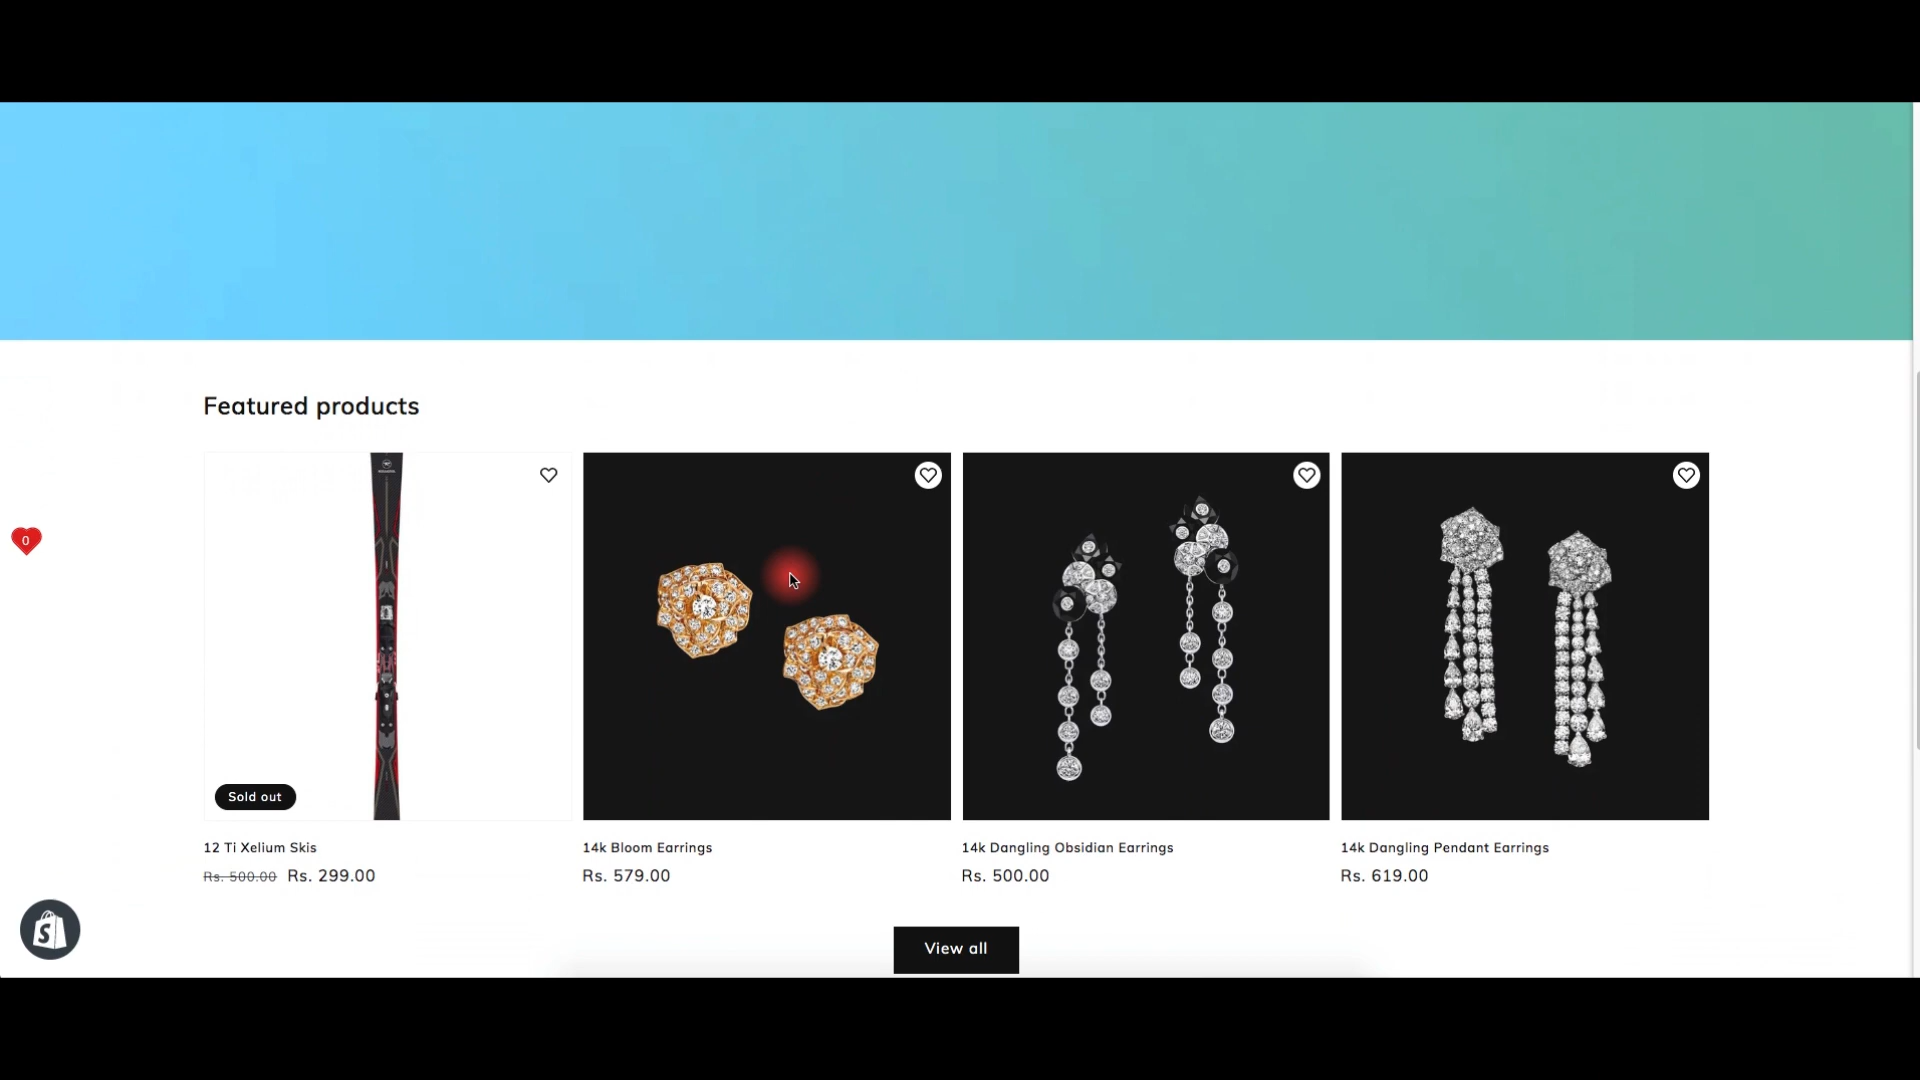 Featured products
0
Sold out
12 Ti Xelium Skis
Rs. 500.00 Rs. 299.00
14k Bloom Earrings
Rs. 579.00
14k Dangling Obsidian Earrings
Rs. 500.00
14k Dangling Pendant Earrings
Rs. 619.00
S
View all